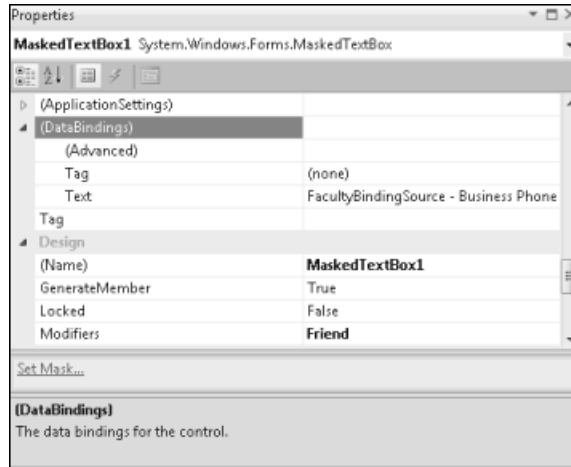 Properties
MaskedTextBox1 System.Windows.Forms.MaskedTextBox
(ApplicationSettings)
(DataBindings)
(Advanced)
Tag (none)
Text FacultyBindingSource - Business Phone
Tag
Design
(Name) MaskedTextBox1
GenerateMember True
Locked False
Modifiers Friend
Set Mask...
(DataBindings)
The data bindings for the control.